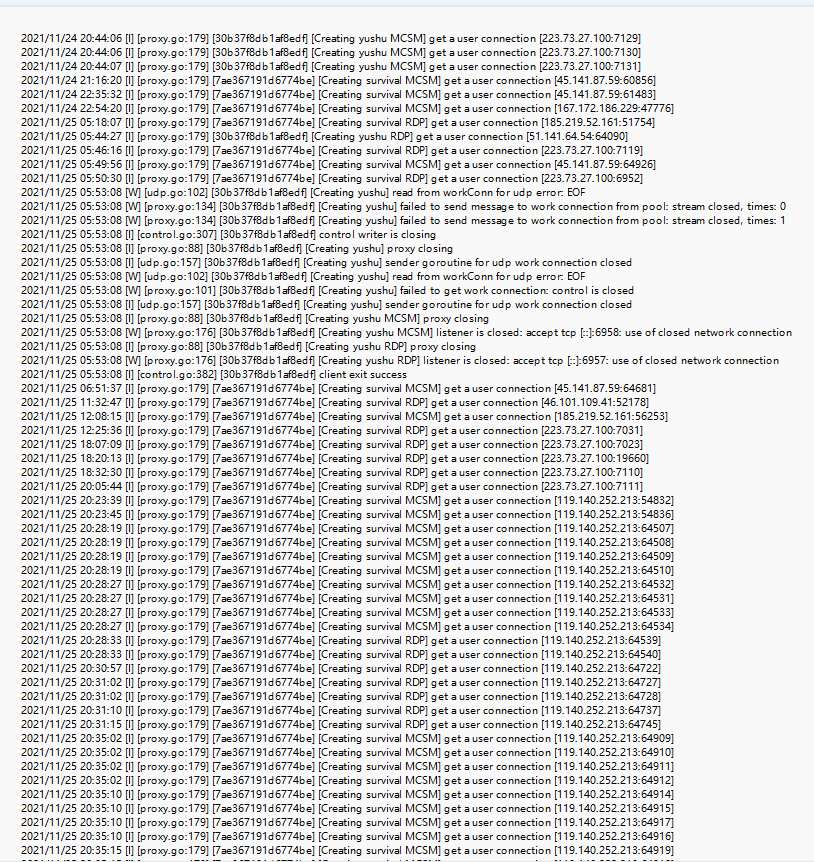 2021/11/24 20:44:06 [I] [proxy.go:179] [30b37f8db1af8edf] [Creating yushu MCSM] get a user connection [223.73.27.100:7129]
2021/11/24 20:44:06 [I] [proxy.go:179] [30b37f8db1af8edf] [Creating yushu MCSM] get a user connection [223.73.27.100:7130]
2021/11/24 20:44:07 [I] [proxy.go:179] [30b37f8db1af8edf] [Creating yushu MCSM] get a user connection [223.73.27.100:7131]
2021/11/24 21:16:20 [I] [proxy.go:179] [7ae367191d6774be] [Creating survival MCSM] get a user connection [45.141.87.59:60856]
2021/11/24 22:35:32 [I] [proxy.go:179] [7ae367191d6774be] [Creating survival MCSM] get a user connection [45.141.87.59:61483]
2021/11/24 22:54:20 [I] [proxy.go:179] [7ae367191d6774be] [Creating survival MCSM] get a user connection [167.172.186.229:47776]
2021/11/25 05:18:07 [I] [proxy.go:179] [7ae367191d6774be] [Creating survival RDP] get a user connection [185.219.52.161:51754]
2021/11/25 05:44:27 [I] [proxy.go:179] [30b37f8db1af8edf] [Creating yushu RDP] get a user connection [51.141.64.54:64090]
2021/11/25 05:46:16 [I] [proxy.go:179] [7ae367191d6774be] [Creating survival RDP] get a user connection [223.73.27.100:7119]
2021/11/25 05:49:56 [I] [proxy.go:179] [7ae367191d6774be] [Creating survival MCSM] get a user connection [45.141.87.59:64926]
2021/11/25 05:50:30 [I] [proxy.go:179] [7ae367191d6774be] [Creating survival RDP] get a user connection [223.73.27.100:6952]
2021/11/25 05:53:08 [W] [udp.go:102] [30b37f8db1af8edf] [Creating yushu] read from workConn for udp error: EOF
2021/11/25 05:53:08 [W] [proxy.go:134] [30b37f8db1af8edf] [Creating yushu] failed to send message to work connection from pool: stream closed, times: 0
2021/11/25 05:53:08 [W] [proxy.go:134] [30b37f8db1af8edf] [Creating yushu] failed to send message to work connection from pool: stream closed, times: 1
2021/11/25 05:53:08 [I] [control.go:307] [30b37f8db1af8edf] control writer is closing
2021/11/25 05:53:08 [I] [proxy.go:88] [30b37f8db1af8edf] [Creating yushu] proxy closing
2021/11/25 05:53:08 [I] [udp.go:157] [30b37f8db1af8edf] [Creating yushu] sender goroutine for udp work connection closed
2021/11/25 05:53:08 [W] [udp.go:102] [30b37f8db1af8edf] [Creating yushu] read from workConn for udp error: EOF
2021/11/25 05:53:08 [W] [proxy.go:101] [30b37f8db1af8edf] [Creating yushu] failed to get work connection: control is closed
2021/11/25 05:53:08 [I] [udp.go:157] [30b37f8db1af8edf] [Creating yushu] sender goroutine for udp work connection closed
2021/11/25 05:53:08 [I] [proxy.go:88] [30b37f8db1af8edf] [Creating yushu MCSM] proxy closing
2021/11/25 05:53:08 [W] [proxy.go:176] [30b37f8db1af8edf] [Creating yushu MCSM] listener is closed: accept tcp [::]:6958: use of closed network connection
2021/11/25 05:53:08 [I] [proxy.go:88] [30b37f8db1af8edf] [Creating yushu RDP] proxy closing
2021/11/25 05:53:08 [W] [proxy.go:176] [30b37f8db1af8edf] [Creating yushu RDP] listener is closed: accept tcp [::]:6957: use of closed network connection
2021/11/25 05:53:08 [I] [control.go:382] [30b37f8db1af8edf] client exit success
2021/11/25 06:51:37 [I] [proxy.go:179] [7ae367191d6774be] [Creating survival MCSM] get a user connection [45.141.87.59:64681]
2021/11/25 11:32:47 [I] [proxy.go:179] [7ae367191d6774be] [Creating survival RDP] get a user connection [46.101.109.41:52178]
2021/11/25 12:08:15 [I] [proxy.go:179] [7ae367191d6774be] [Creating survival MCSM] get a user connection [185.219.52.161:56253]
2021/11/25 12:25:36 [I] [proxy.go:179] [7ae367191d6774be] [Creating survival RDP] get a user connection [223.73.27.100:7031]
2021/11/25 18:07:09 [I] [proxy.go:179] [7ae367191d6774be] [Creating survival RDP] get a user connection [223.73.27.100:7023]
2021/11/25 18:20:13 [I] [proxy.go:179] [7ae367191d6774be] [Creating survival RDP] get a user connection [223.73.27.100:19660]
2021/11/25 18:32:30 [I] [proxy.go:179] [7ae367191d6774be] [Creating survival RDP] get a user connection [223.73.27.100:7110]
2021/11/25 20:05:44 [I] [proxy.go:179] [7ae367191d6774be] [Creating survival RDP] get a user connection [223.73.27.100:7111]
2021/11/25 20:23:39 [I] [proxy.go:179] [7ae367191d6774be] [Creating survival MCSM] get a user connection [119.140.252.213:54832]
2021/11/25 20:23:45 [I] [proxy.go:179] [7ae367191d6774be] [Creating survival MCSM] get a user connection [119.140.252.213:54836]
2021/11/25 20:28:19 [I] [proxy.go:179] [7ae367191d6774be] [Creating survival MCSM] get a user connection [119.140.252.213:64507]
2021/11/25 20:28:19 [I] [proxy.go:179] [7ae367191d6774be] [Creating survival MCSM] get a user connection [119.140.252.213:64508]
2021/11/25 20:28:19 [I] [proxy.go:179] [7ae367191d6774be] [Creating survival MCSM] get a user connection [119.140.252.213:64509]
2021/11/25 20:28:19 [I] [proxy.go:179] [7ae367191d6774be] [Creating survival MCSM] get a user connection [119.140.252.213:64510]
2021/11/25 20:28:27 [I] [proxy.go:179] [7ae367191d6774be] [Creating survival MCSM] get a user connection [119.140.252.213:64532]
2021/11/25 20:28:27 [I] [proxy.go:179] [7ae367191d6774be] [Creating survival MCSM] get a user connection [119.140.252.213:64531]
2021/11/25 20:28:27 [I] [proxy.go:179] [7ae367191d6774be] [Creating survival MCSM] get a user connection [119.140.252.213:64533]
2021/11/25 20:28:27 [I] [proxy.go:179] [7ae367191d6774be] [Creating survival MCSM] get a user connection [119.140.252.213:64534]
2021/11/25 20:28:33 [I] [proxy.go:179] [7ae367191d6774be] [Creating survival RDP] get a user connection [119.140.252.213:64539]
2021/11/25 20:28:33 [I] [proxy.go:179] [7ae367191d6774be] [Creating survival RDP] get a user connection [119.140.252.213:64540]
2021/11/25 20:30:57 [I] [proxy.go:179] [7ae367191d6774be] [Creating survival MCSM] get a user connection [119.140.252.213:64722]
2021/11/25 20:31:02 [I] [proxy.go:179] [7ae367191d6774be] [Creating survival MCSM] get a user connection [119.140.252.213:64727]
2021/11/25 20:31:02 [I] [proxy.go:179] [7ae367191d6774be] [Creating survival MCSM] get a user connection [119.140.252.213:64728]
2021/11/25 20:31:10 [I] [proxy.go:179] [7ae367191d6774be] [Creating survival RDP] get a user connection [119.140.252.213:64737]
2021/11/25 20:31:15 [I] [proxy.go:179] [7ae367191d6774be] [Creating survival RDP] get a user connection [119.140.252.213:64745]
2021/11/25 20:35:02 [I] [proxy.go:179] [7ae367191d6774be] [Creating survival MCSM] get a user connection [119.140.252.213:64909]
2021/11/25 20:35:02 [I] [proxy.go:179] [7ae367191d6774be] [Creating survival MCSM] get a user connection [119.140.252.213:64910]
2021/11/25 20:35:02 [I] [proxy.go:179] [7ae367191d6774be] [Creating survival MCSM] get a user connection [119.140.252.213:64911]
2021/11/25 20:35:02 [I] [proxy.go:179] [7ae367191d6774be] [Creating survival MCSM] get a user connection [119.140.252.213:64912]
2021/11/25 20:35:10 [I] [proxy.go:179] [7ae367191d6774be] [Creating survival MCSM] get a user connection [119.140.252.213:64914]
2021/11/25 20:35:10 [I] [proxy.go:179] [7ae367191d6774be] [Creating survival MCSM] get a user connection [119.140.252.213:64915]
2021/11/25 20:35:10 [I] [proxy.go:179] [7ae367191d6774be] [Creating survival MCSM] get a user connection [119.140.252.213:64917]
2021/11/25 20:35:10 [I] [proxy.go:179] [7ae367191d6774be] [Creating survival MCSM] get a user connection [119.140.252.213:64916]
2021/11/25 20:35:15 [I] [proxy.go:179] [7ae367191d6774be] [Creating survival MCSM] get a user connection [119.140.252.213:64919]